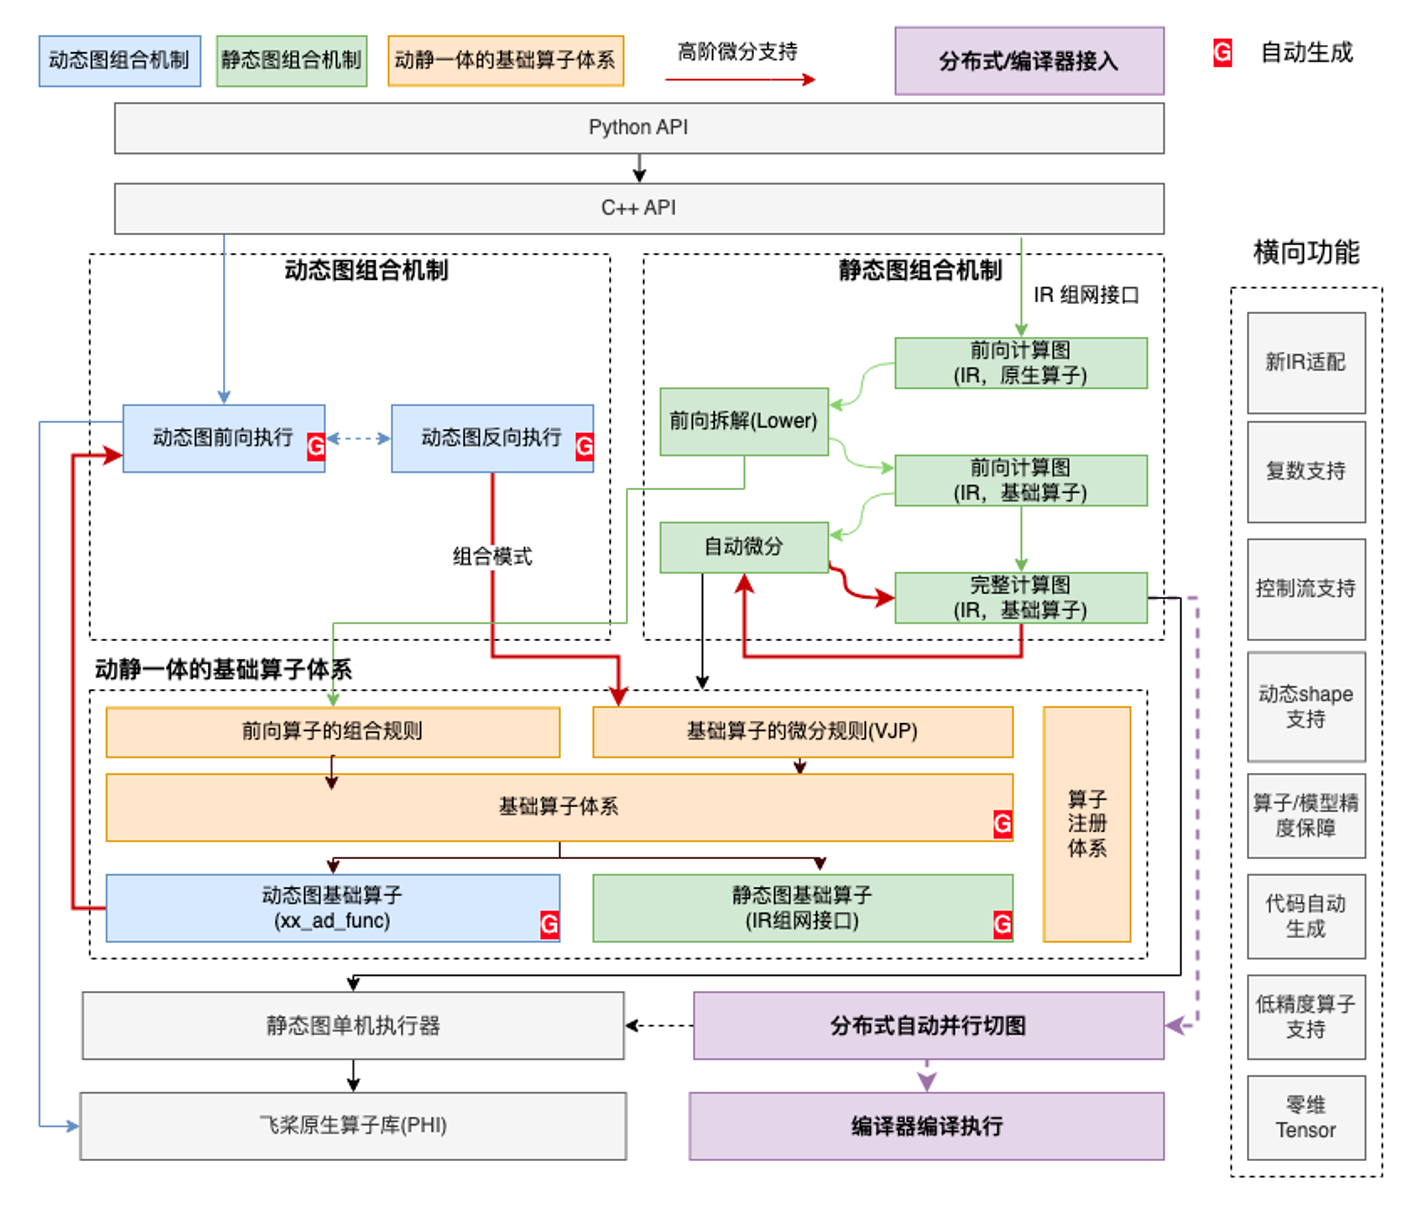 动态图组合机制
静态图组合机制
动静一体的基础算子体系
高阶微分支持
分布式/编译器接入
G
自动生成
Python API
C++ API
横向功能
动态图组合机制
静态图组合机制
IR 组网接口
前向计算图
(IR，原生算子)
新IR适配
前向拆解(Lower)
动态图前向执行
G
动态图反向执行
G
前向计算图
(IR，基础算子)
复数支持
组合模式
自动微分
完整计算图
(IR，基础算子)
控制流支持
动静一体的基础算子体系
前向算子的组合规则
基础算子的微分规则(VJP)
动态shape
支持
基础算子体系
G
算子
注册
体系
算子/模型精
度保障
动态图基础算子
(xx_ad_func)
G
静态图基础算子
(IR组网接口)
G
代码自动
生成
静态图单机执行器
分布式自动并行切图
低精度算子
支持
飞桨原生算子库(PHI)
编译器编译执行
零维
Tensor